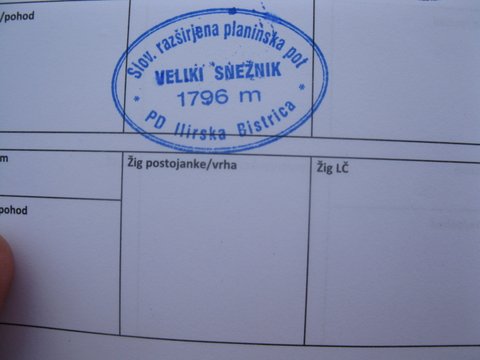 /pohod
Slov. razširjena planinska pot
VELIKI SNEŽNIK
1796 m
* PD Ilirska Bistrica *
m
Žig postojanke/vrha
Žig LČ
pohod